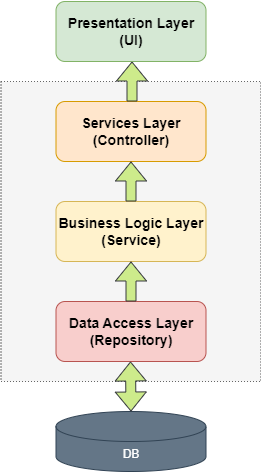 Presentation Layer
(UI)
Services Layer
(Controller)
Business Logic Layer
(Service)
Data Access Layer
(Repository)
DB